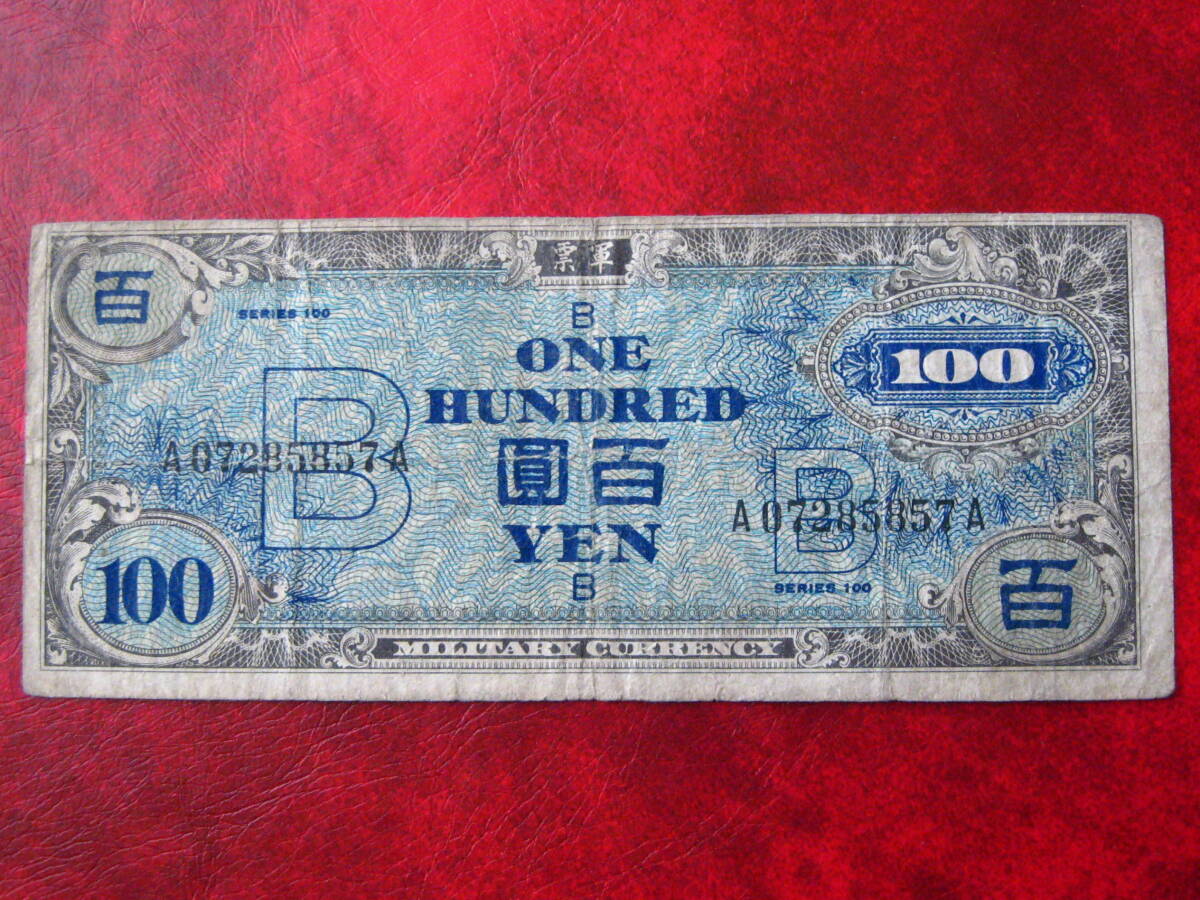 票軍
百
SERIES 100
B
100
ONE
HUNDRED
B
A07285857A
圓百
B
A07285857A
YEN
100
B
SERIES 100
百
MILITARY CURRENCY